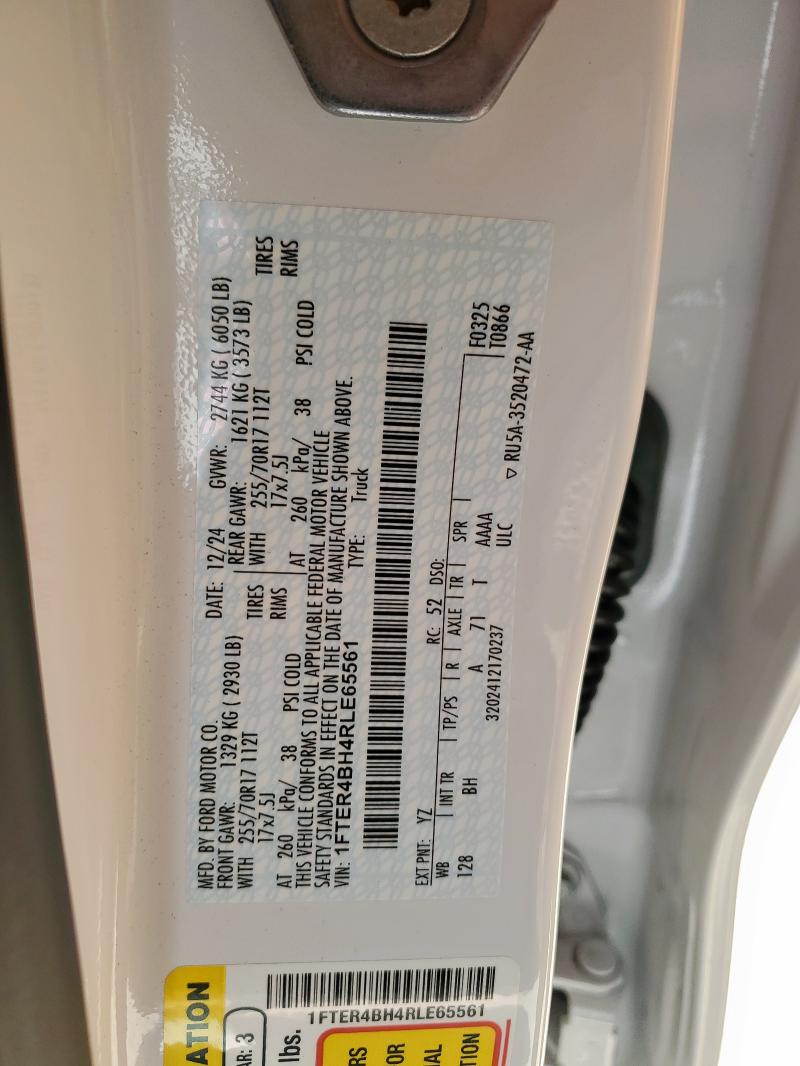 MFD. BY FORD MOTOR CO. DATE: 12/24 GVWR: 2744 KG ( 6050 LB)
FRONT GAWR: 1329 KG ( 2930 LB) REAR GAWR: 1621 KG ( 3573 LB)
WITH 255/70R17 112T TIRES WITH 255/70R17 112T TIRES
17x7.5J RIMS 17x7.5J RIMS
AT 260 kPa/ 38 PSI COLD AT 260 kPa/ 38 PSI COLD
THIS VEHICLE CONFORMS TO ALL APPLICABLE FEDERAL MOTOR VEHICLE
SAFETY STANDARDS IN EFFECT ON THE DATE OF MANUFACTURE SHOWN ABOVE.
VIN: 1FTER4BH4RLE65561 TYPE: Truck
EXT PNT: YZ RC: 52 DSO:
WB INT TR TP/PS R AXLE TR SPR F0325
128 BH A 71 T AAAA T0866
3202412170237 ULC ▽ RU5A-3520472-AA
ATION
AR: 3
lbs.
1FTER4BH4RLE65561
RS
OR
AL
TION